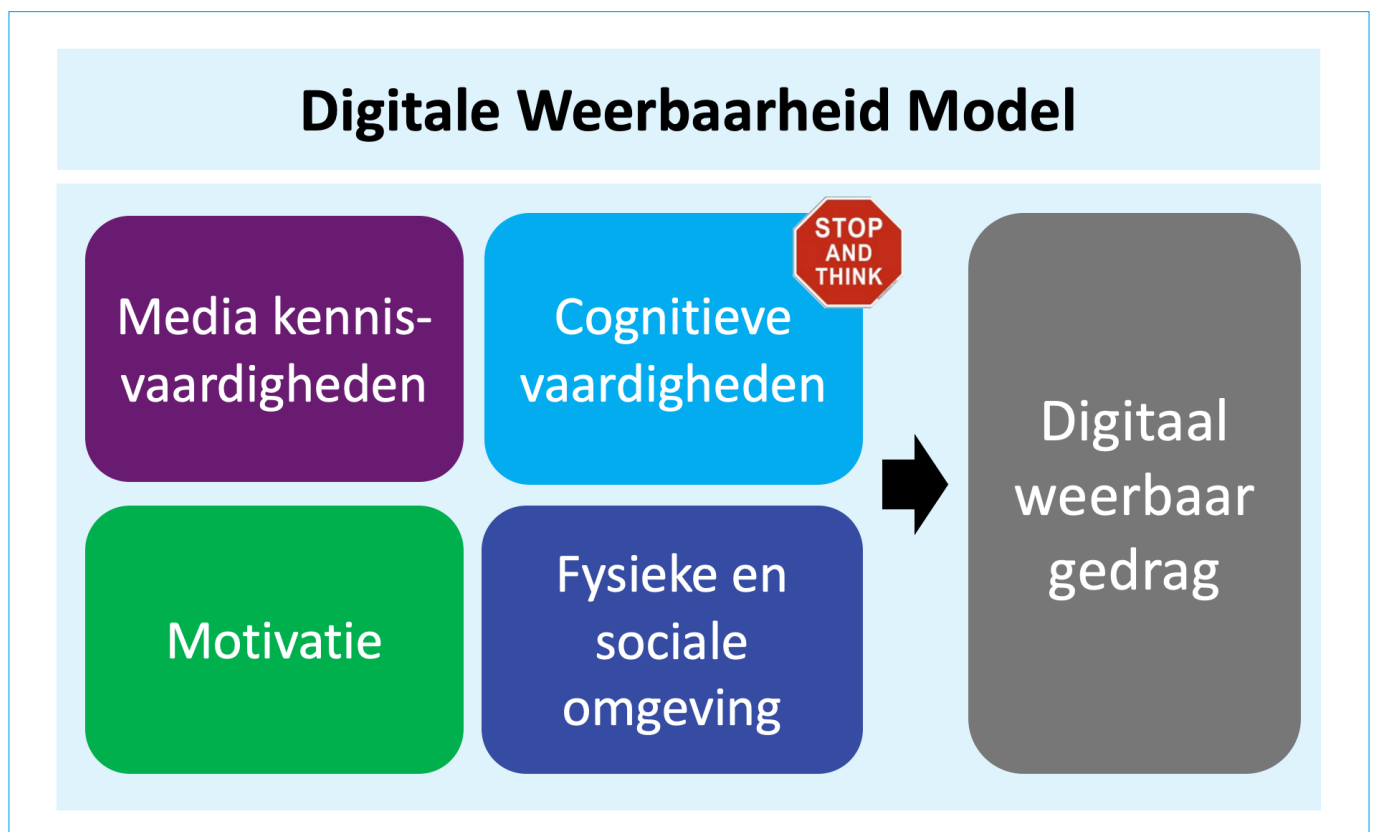 Digitale Weerbaarheid Model
Media kennis-
vaardigheden
Cognitieve
vaardigheden
STOP
AND
THINK
Motivatie
Fysieke en
sociale
omgeving
Digitaal
weerbaar
gedrag